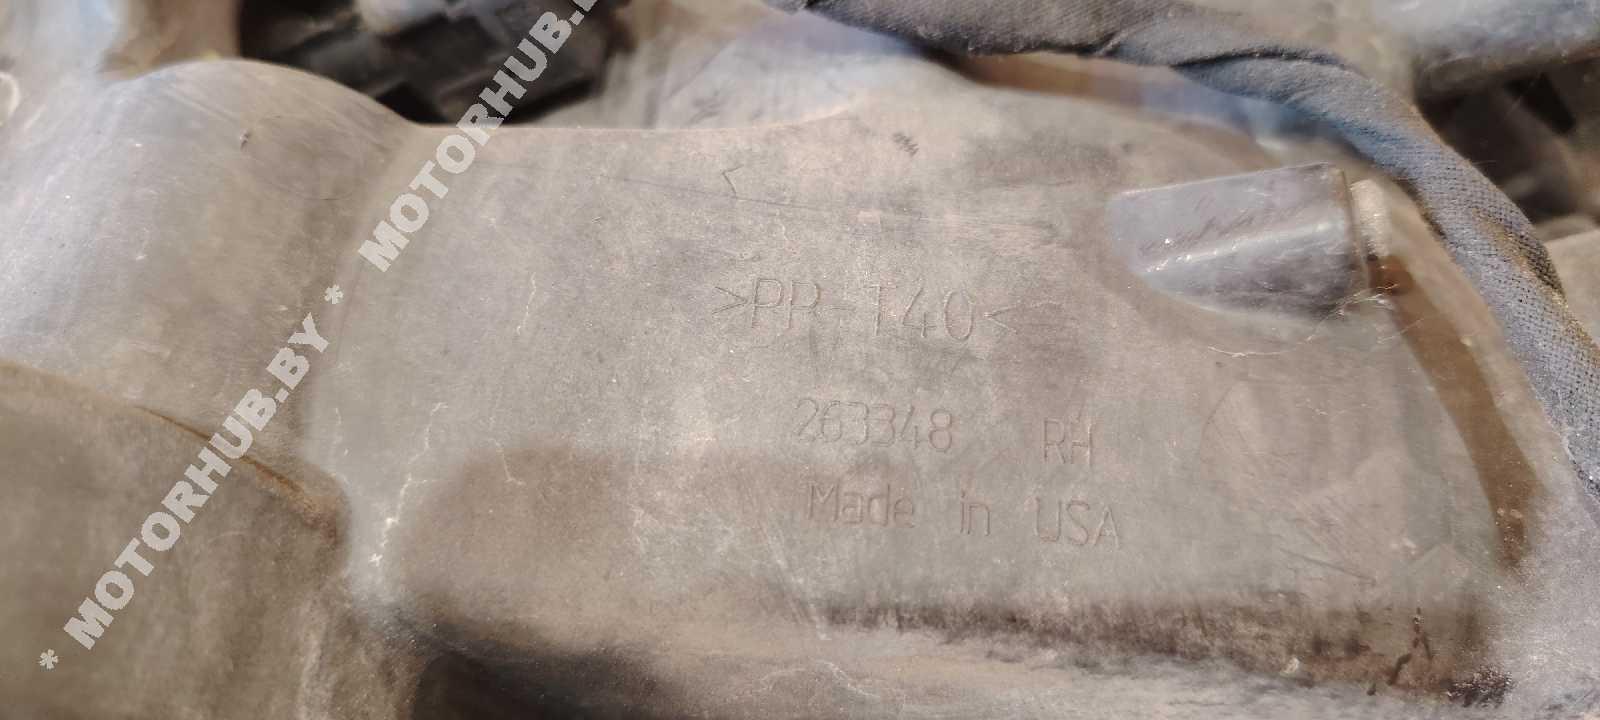 * MOTORHUB.BY * MOTORHUB.
>PP-T40<
263348 RH
Made in USA